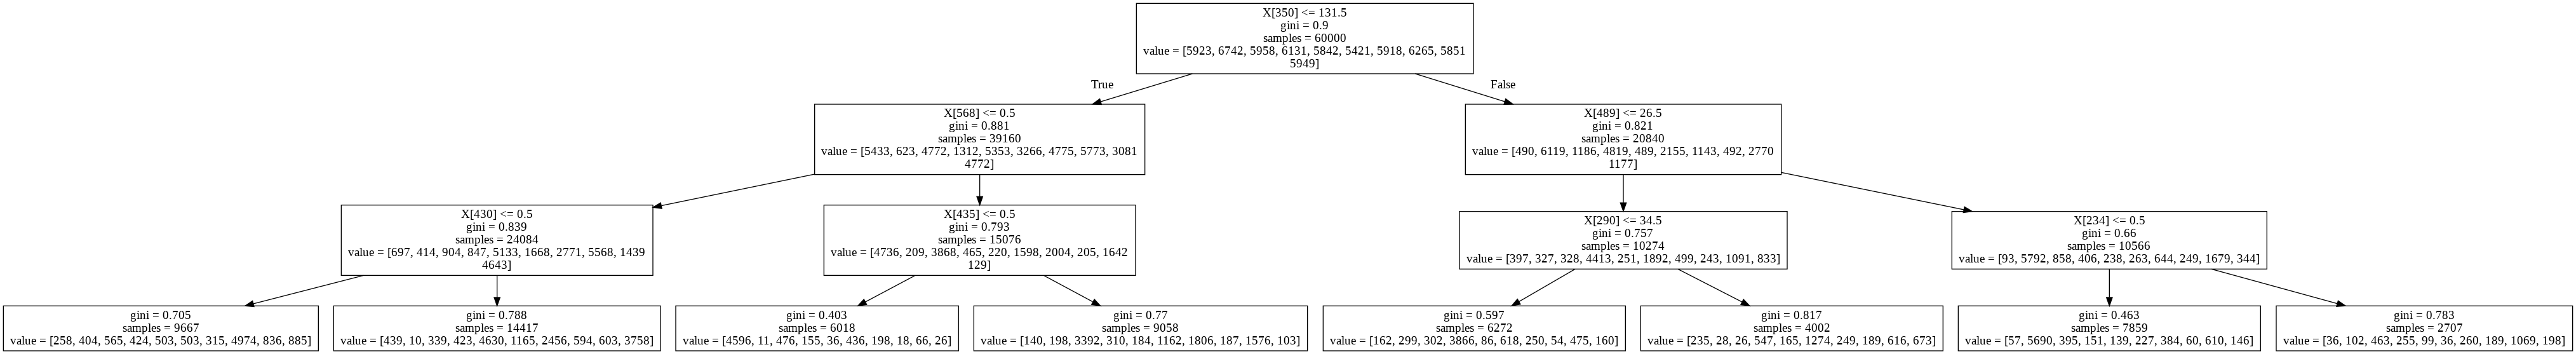 X[350] <= 131.5
gini = 0.9
samples = 60000
value = [5923, 6742, 5958, 6131, 5842, 5421, 5918, 6265, 5851
5949]
True
False
X[568] <= 0.5
gini = 0.881
samples = 39160
value = [5433, 623, 4772, 1312, 5353, 3266, 4775, 5773, 3081
4772]
X[489] <= 26.5
gini = 0.821
samples = 20840
value = [490, 6119, 1186, 4819, 489, 2155, 1143, 492, 2770
1177]
X[430] <= 0.5
gini = 0.839
samples = 24084
value = [697, 414, 904, 847, 5133, 1668, 2771, 5568, 1439
4643]
X[435] <= 0.5
gini = 0.793
samples = 15076
value = [4736, 209, 3868, 465, 220, 1598, 2004, 205, 1642
129]
X[290] <= 34.5
gini = 0.757
samples = 10274
value = [397, 327, 328, 4413, 251, 1892, 499, 243, 1091, 833]
X[234] <= 0.5
gini = 0.66
samples = 10566
value = [93, 5792, 858, 406, 238, 263, 644, 249, 1679, 344]
gini = 0.705
samples = 9667
value = [258, 404, 565, 424, 503, 503, 315, 4974, 836, 885]
gini = 0.788
samples = 14417
value = [439, 10, 339, 423, 4630, 1165, 2456, 594, 603, 3758]
gini = 0.403
samples = 6018
value = [4596, 11, 476, 155, 36, 436, 198, 18, 66, 26]
gini = 0.77
samples = 9058
value = [140, 198, 3392, 310, 184, 1162, 1806, 187, 1576, 103]
gini = 0.597
samples = 6272
value = [162, 299, 302, 3866, 86, 618, 250, 54, 475, 160]
gini = 0.817
samples = 4002
value = [235, 28, 26, 547, 165, 1274, 249, 189, 616, 673]
gini = 0.463
samples = 7859
value = [57, 5690, 395, 151, 139, 227, 384, 60, 610, 146]
gini = 0.783
samples = 2707
value = [36, 102, 463, 255, 99, 36, 260, 189, 1069, 198]